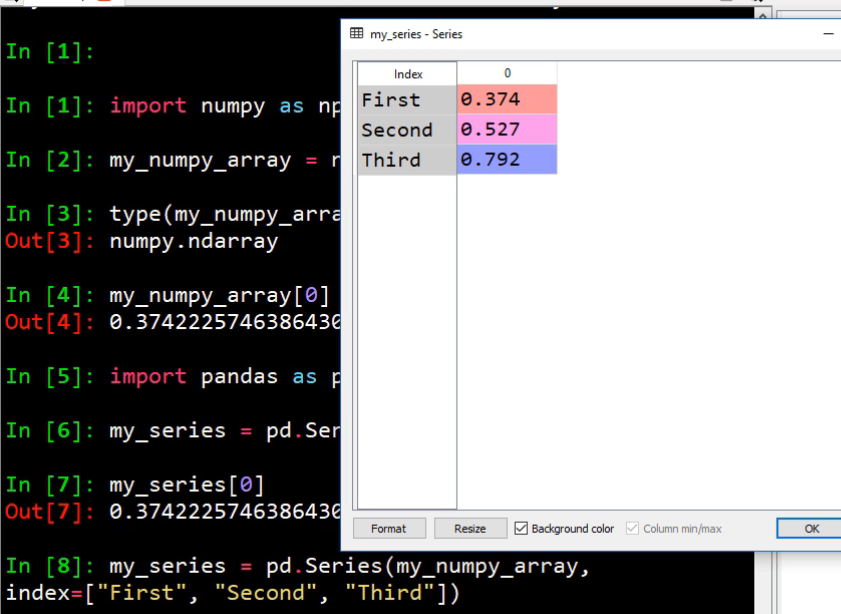 In [1]:
In [1]: import numpy as np
In [2]: my_numpy_array =
In [3]: type(my_numpy_arra
Out[3]: numpy.ndarray
In [4]: my_numpy_array[0]
Out[4]: 0.3742225746386430
In [5]: import pandas as p
In [6]: my_series = pd.Ser
In [7]: my_series[0]
Out[7]: 0.3742225746386430
In [8]: my_series = pd.Series(my_numpy_array,
index=["First", "Second", "Third"])
my_series - Series
Index 0
First 0.374
Second 0.527
Third 0.792
Format Resize Background color Column min/max OK